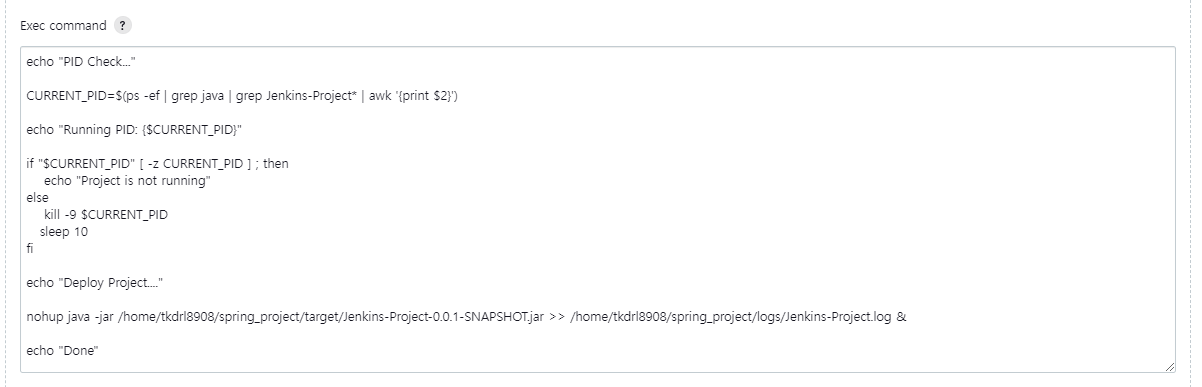 Exec command ?
echo "PID Check..."
CURRENT_PID=$(ps -ef | grep java | grep Jenkins-Project* | awk '{print $2}')
echo "Running PID: {$CURRENT_PID}"
if "$CURRENT_PID" [ -z CURRENT_PID ] ; then
echo "Project is not running"
else
kill -9 $CURRENT_PID
sleep 10
fi
echo "Deploy Project...."
nohup java -jar /home/tkdrl8908/spring_project/target/Jenkins-Project-0.0.1-SNAPSHOT.jar >> /home/tkdrl8908/spring_project/logs/Jenkins-Project.log &
echo "Done"